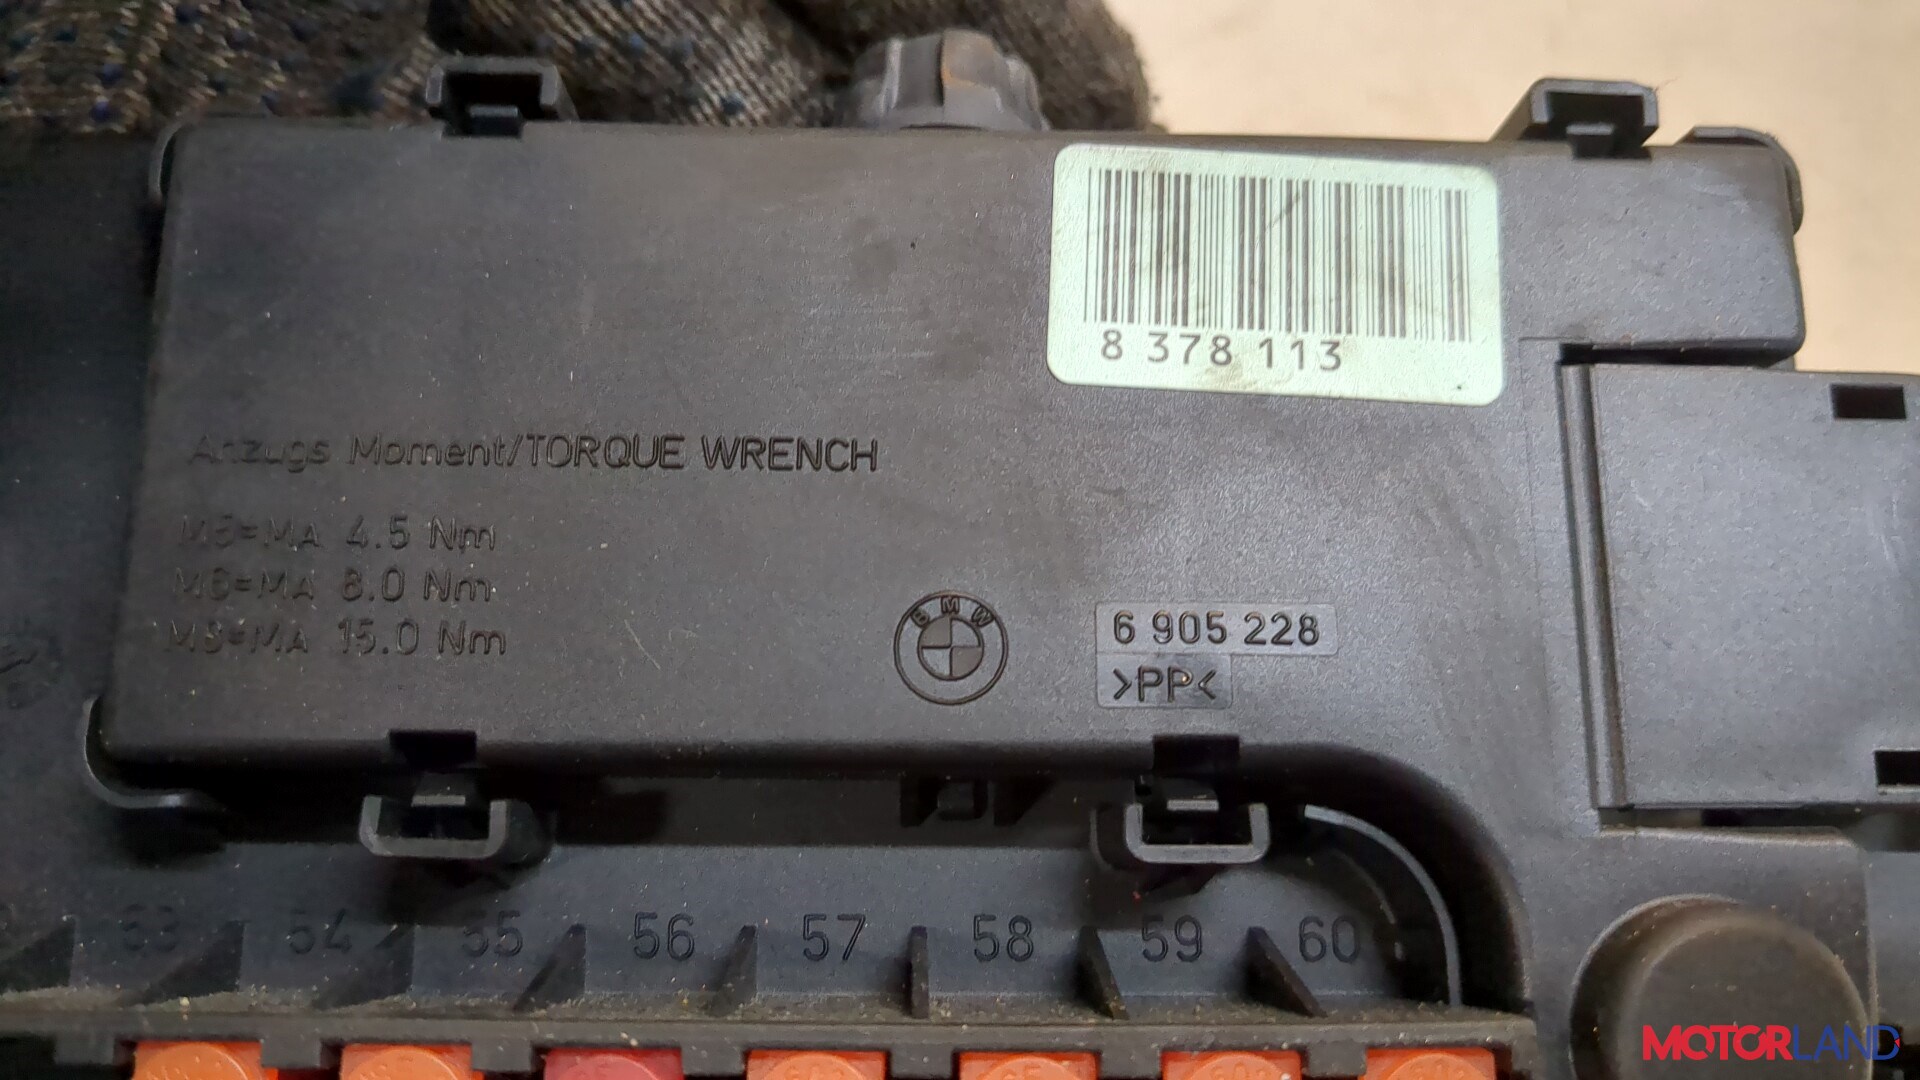 8 378 113
Anzugs Moment/TORQUE WRENCH
M5=MA 4.5 Nm
M6=MA 8.0 Nm
M8=MA 15.0 Nm
BMW
6 905 228
>PP<
53 54 55 56 57 58 59 60
MOTORLAND